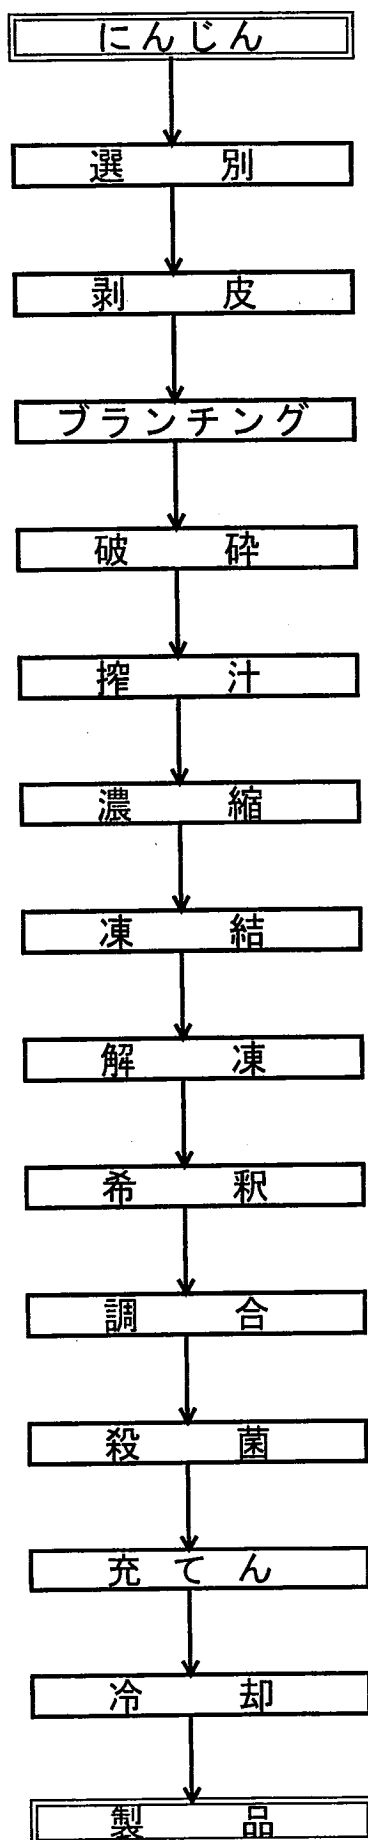 にんじん
選別
剥皮
ブランチング
破砕
搾汁
濃縮
凍結
解凍
希釈
調合
殺菌
充てん
冷却
製品